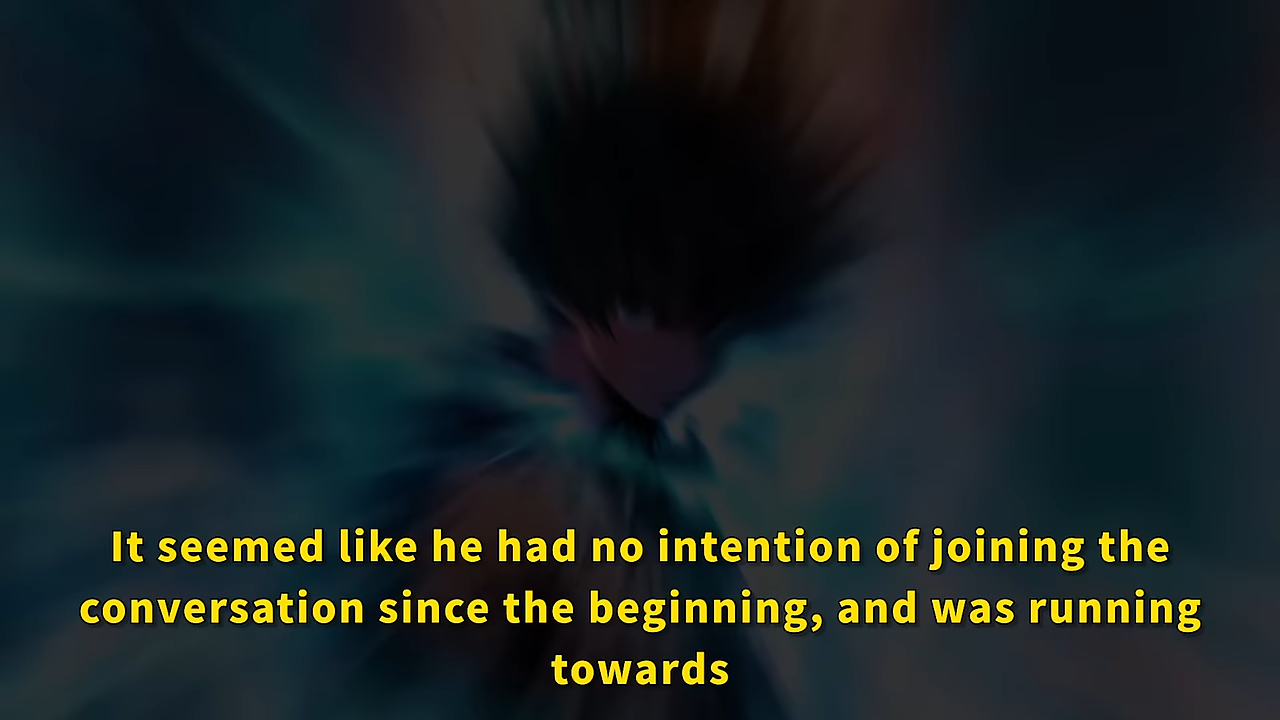 It seemed like he had no intention of joining the
conversation since the beginning, and was running
towards